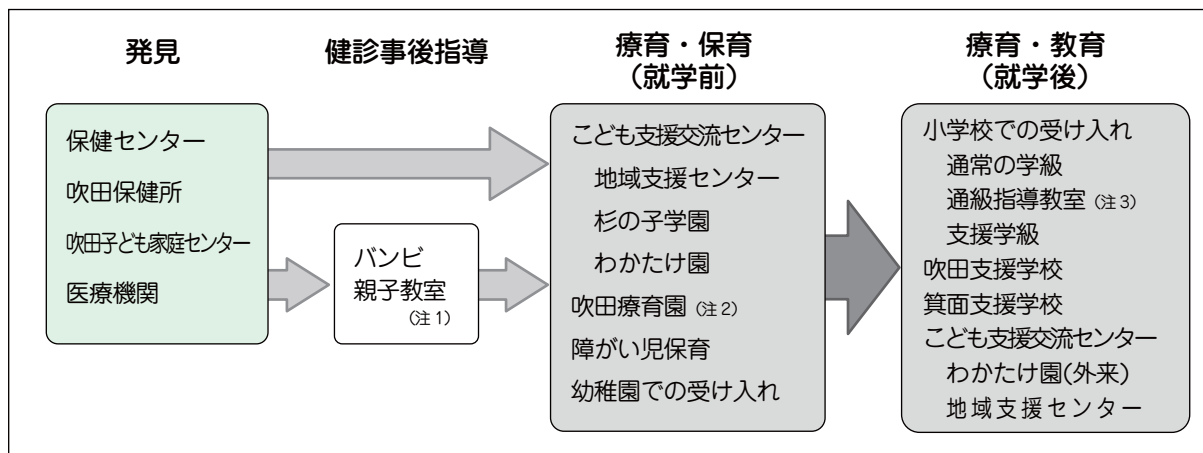 発見
保健センター
吹田保健所
吹田子ども家庭センター
医療機関
健診事後指導
バンビ
親子教室
(注1)
療育・保育
(就学前)
こども支援交流センター
地域支援センター
杉の子学園
わかたけ園
吹田療育園(注2)
障がい児保育
幼稚園での受け入れ
療育・教育
(就学後)
小学校での受け入れ
通常の学級
通級指導教室(注3)
支援学級
吹田支援学校
箕面支援学校
こども支援交流センター
わかたけ園(外来)
地域支援センター